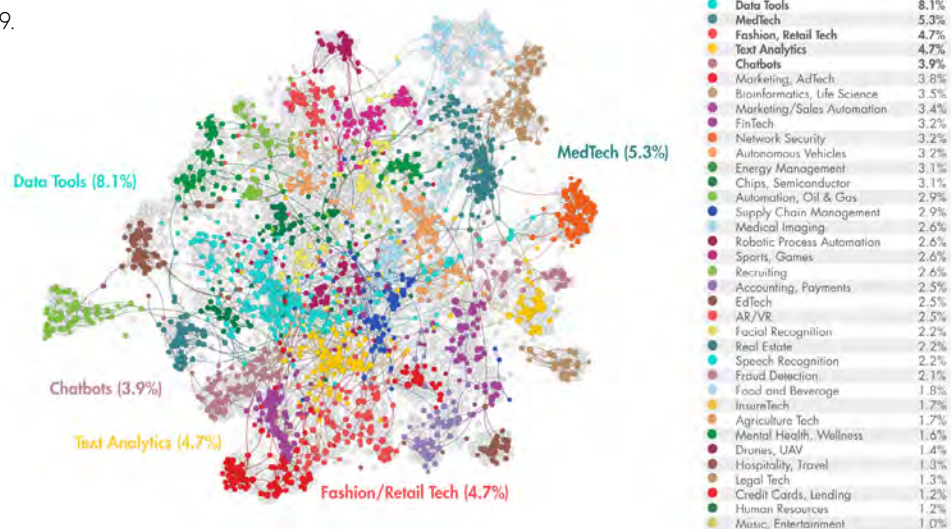 9.
Data Tools 8.1%
MedTech 5.3%
Fashion, Retail Tech 4.7%
Text Analytics 4.7%
Chatbots 3.9%
Marketing, AdTech 3.8%
Bioinformatics, Life Science 3.5%
Marketing/Sales Automation 3.4%
FinTech 3.2%
Network Security 3.2%
Autonomous Vehicles 3.2%
Energy Management 3.1%
Chips, Semiconductor 3.1%
Automation, Oil & Gas 2.9%
Supply Chain Management 2.9%
Medical Imaging 2.6%
Robotic Process Automation 2.6%
Sports, Games 2.6%
Recruiting 2.6%
Accounting, Payments 2.5%
EdTech 2.5%
AR/VR 2.5%
Facial Recognition 2.2%
Real Estate 2.2%
Speech Recognition 2.2%
Fraud Detection 2.1%
Food and Beverage 1.8%
InsureTech 1.7%
Agriculture Tech 1.7%
Mental Health, Wellness 1.6%
Drones, UAV 1.4%
Hospitality, Travel 1.3%
Legal Tech 1.3%
Credit Cards, Lending 1.2%
Human Resources 1.2%
Music, Entertainment 1.0%
MedTech (5.3%)
Data Tools (8.1%)
Chatbots (3.9%)
Text Analytics (4.7%)
Fashion/Retail Tech (4.7%)